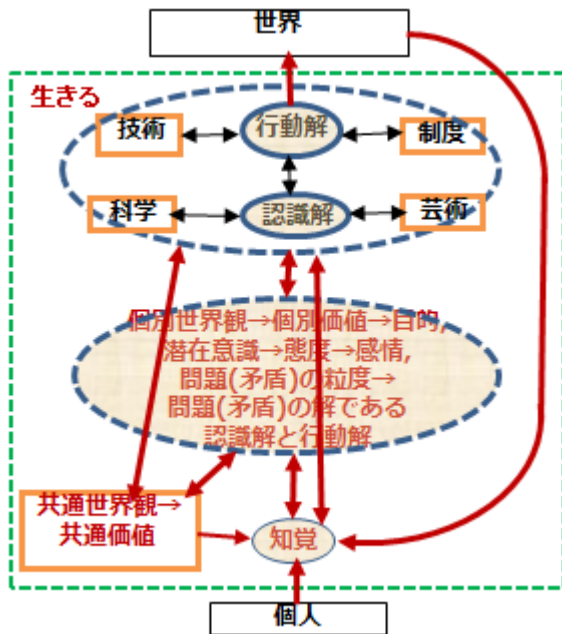 世界
生きる
技術
行動解
制度
科学
認識解
芸術
個別世界観→個別価値→目的,
潜在意識→態度→感情,
問題(矛盾)の粒度→
問題(矛盾)の解である
認識解と行動解
共通世界観→
共通価値
知覚
個人